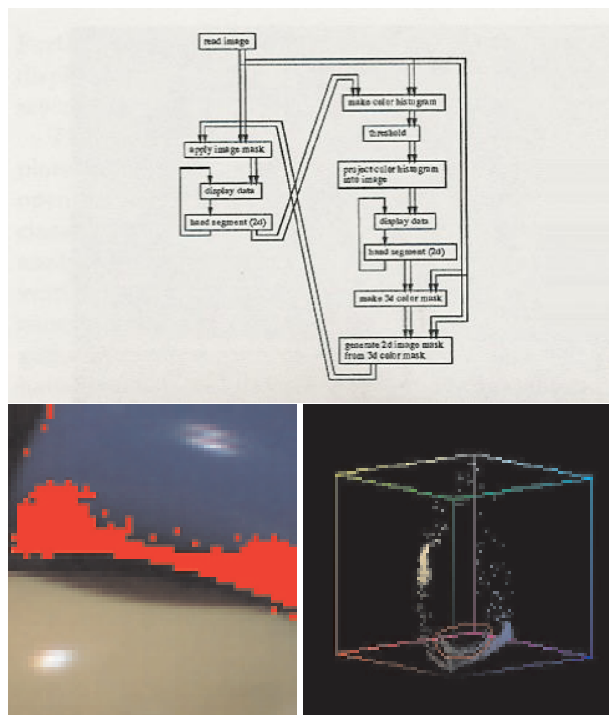 read image
make color histogram
threshold
apply image mask
project color histogram
into image
display data
display data
hand segment (2d)
hand segment (2d)
make 3d color mask
generate 2d image mask
from 3d color mask